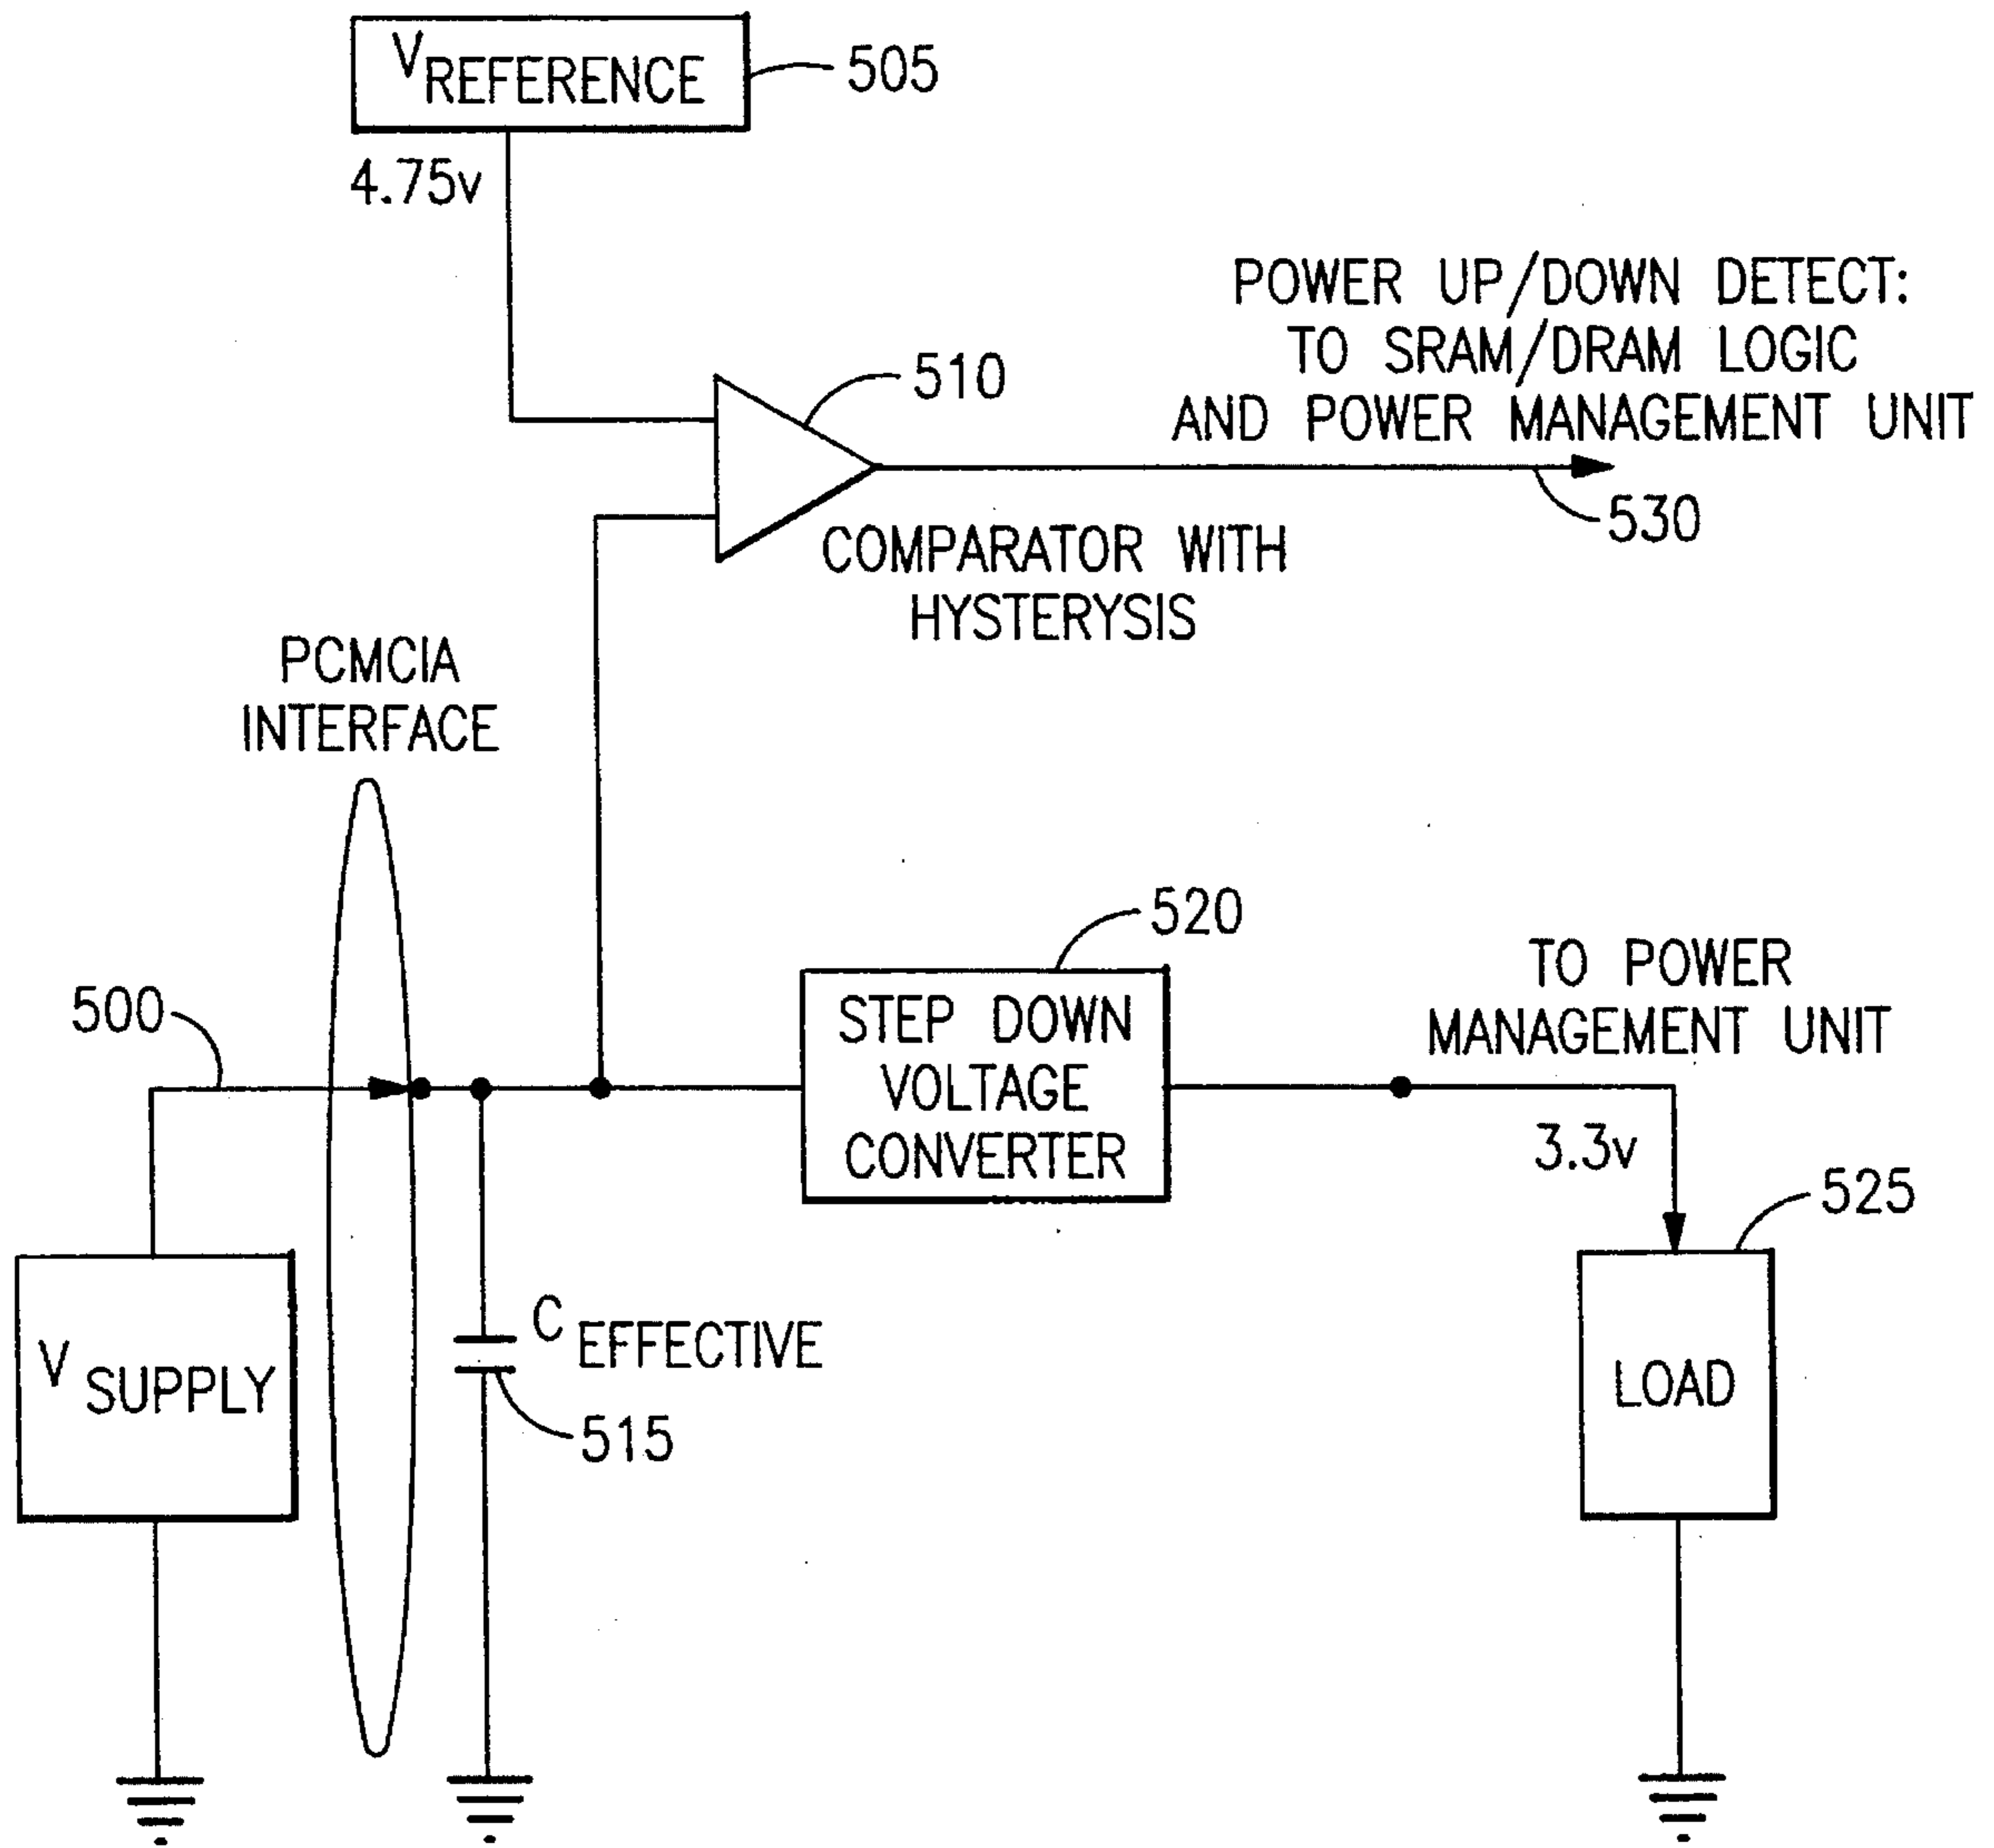 VREFERENCE
505
4.75v
POWER UP/DOWN DETECT:
TO SRAM/DRAM LOGIC
AND POWER MANAGEMENT UNIT
510
530
COMPARATOR WITH
HYSTERYSIS
PCMCIA
INTERFACE
520
500
STEP DOWN
VOLTAGE
CONVERTER
TO POWER
MANAGEMENT UNIT
3.3v
525
V SUPPLY
C EFFECTIVE
515
LOAD